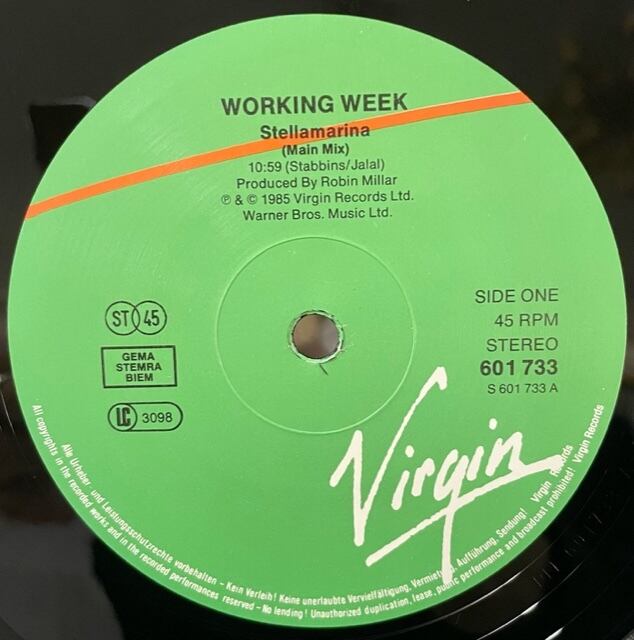 WORKING WEEK
Stellamarina
(Main Mix)
10:59 (Stabbins/Jalal)
Produced By Robin Millar
℗ & © 1985 Virgin Records Ltd.
Warner Bros. Music Ltd.
ST 45
GEMA
STEMRA
BIEM
LC 3098
SIDE ONE
45 RPM
STEREO
601 733
S 601 733 A
Virgin
Alle Urheber- und Leistungsschutzrechte vorbehalten - Kein Verleih! Keine unerlaubte Vervielfältigung, Vermietung, Aufführung, Sendung! Virgin Records
All copyrights in the recorded works and in the recorded performances reserved - No lending! Unauthorized duplication, lease, public performance and broadcast prohibited! Virgin Records